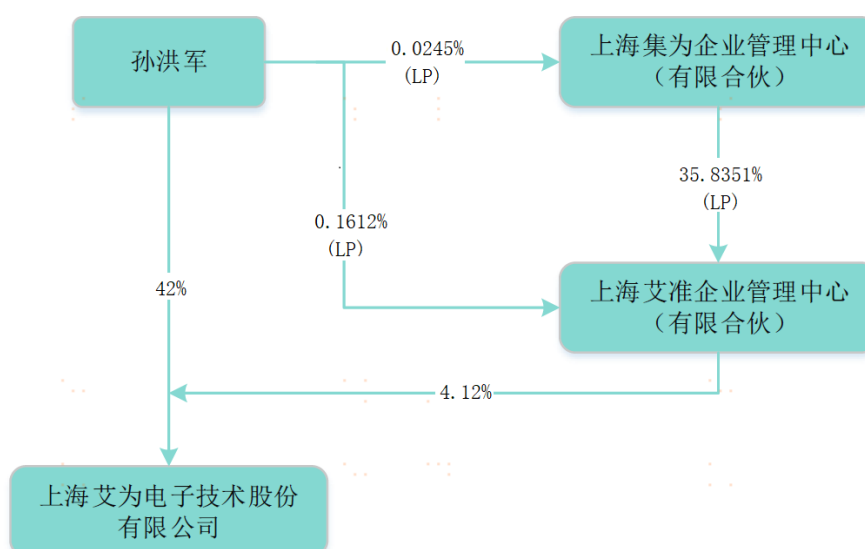 孙洪军
0.0245%
(LP)
上海集为企业管理中心
（有限合伙）
35.8351%
(LP)
0.1612%
(LP)
42%
上海艾准企业管理中心
（有限合伙）
4.12%
上海艾为电子技术股份
有限公司